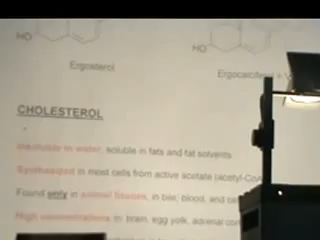 HO
HO
Ergosterol
Ergocalciferol = V
CHOLESTEROL
Insoluble in water, soluble in fats and fat solvents
Synthesized in most cells from active acetate (acetyl-Co
Found only in animal tissues, in bile, blood, and
High concentrations in: brain, egg yolk, adrenal